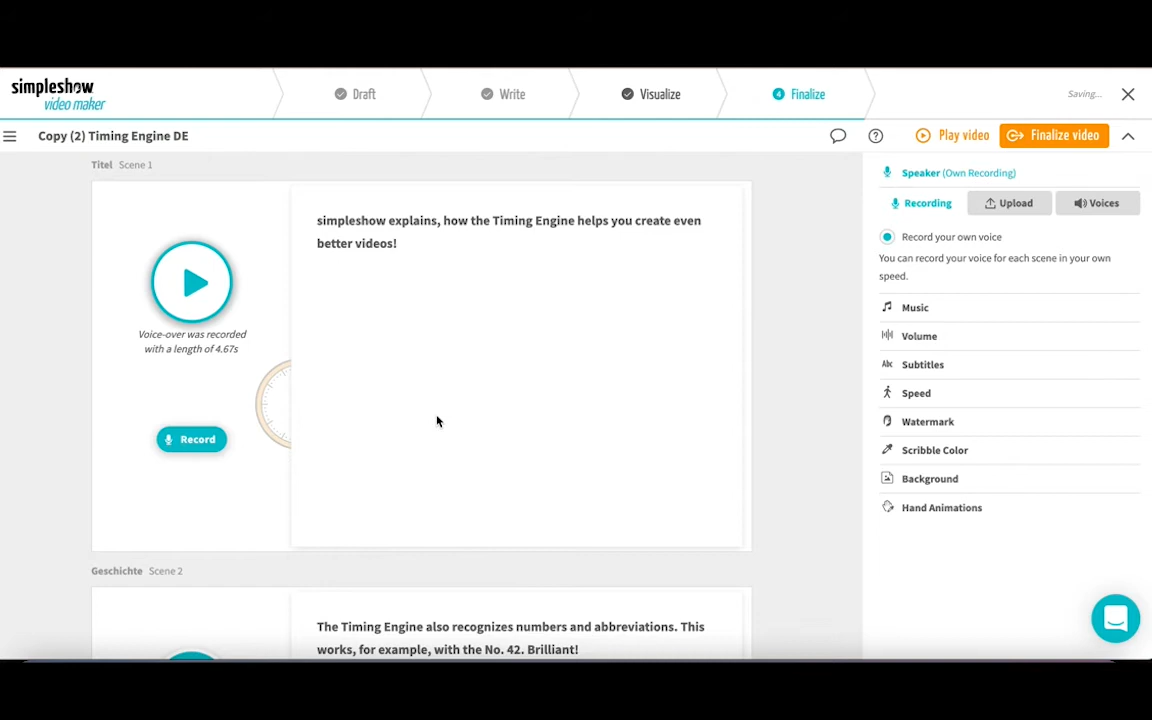 simpleshow
video maker
Draft
Write
Visualize
4 Finalize
Saving...
Copy (2) Timing Engine DE
Play video
Finalize video
Titel Scene 1
simpleshow explains, how the Timing Engine helps you create even
better videos!
Voice-over was recorded
with a length of 4.67s
Record
Geschichte Scene 2
The Timing Engine also recognizes numbers and abbreviations. This
works, for example, with the No. 42. Brilliant!
Speaker (Own Recording)
Recording
Upload
Voices
Record your own voice
You can record your voice for each scene in your own
speed.
Music
Volume
Abc Subtitles
Speed
Watermark
Scribble Color
Background
Hand Animations